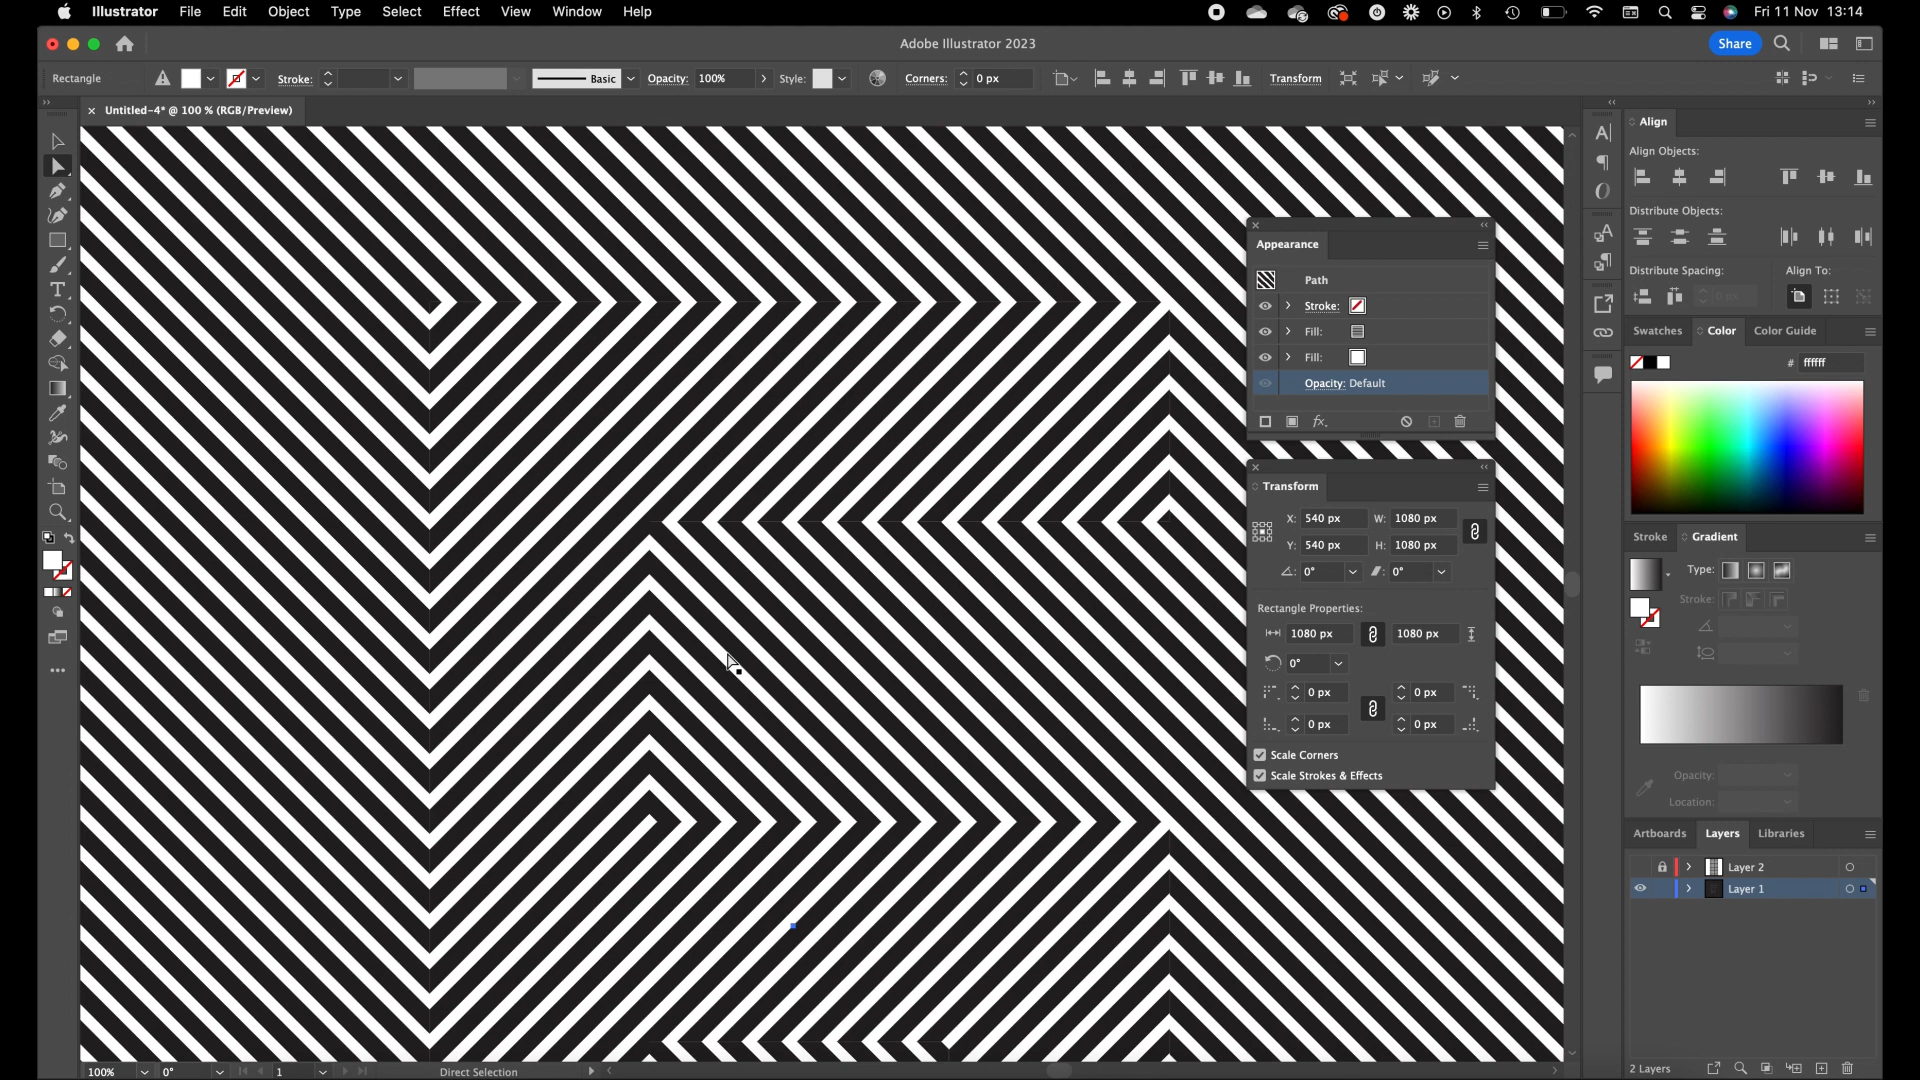 Illustrator File Edit Object Type Select Effect View Window Help Fri 11 Nov 13:14
Adobe Illustrator 2023 Share
Rectangle Stroke: Basic Opacity: 100% Style: Corners: 0 px Transform
Untitled-4* @ 100 % (RGB/Preview)
Align
Align Objects:
Distribute Objects:
Distribute Spacing: Align To:
0 px
Swatches Color Color Guide
# ffffff
Appearance
Path
Stroke:
Fill:
Fill:
Opacity: Default
fx
Transform
X: 540 px W: 1080 px
Y: 540 px H: 1080 px
0° 0°
Rectangle Properties:
1080 px 1080 px
0°
0 px 0 px
0 px 0 px
Scale Corners
Scale Strokes & Effects
Stroke Gradient
Type:
Stroke:
Opacity:
Location:
Artboards Layers Libraries
Layer 2
Layer 1
2 Layers
100% 0° 1 Direct Selection